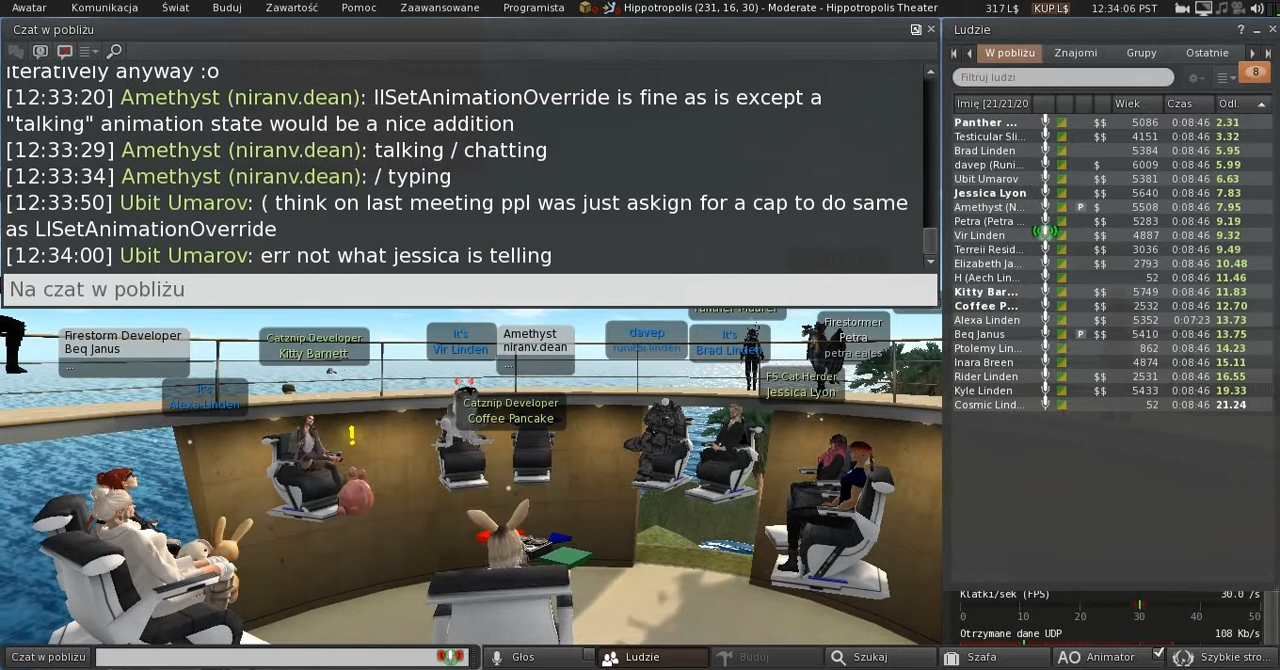 Awatar Komunikacja Świat Buduj Zawartość Pomoc Zaawansowane Programista Hippotropolis (231, 16, 30) - Moderate - Hippotropolis Theater 317 L$ KUP L$ 12:34:06 PST
Czat w pobliżu
iteratively anyway :o
[12:33:20] Amethyst (niranv.dean): llSetAnimationOverride is fine as is except a
"talking" animation state would be a nice addition
[12:33:29] Amethyst (niranv.dean): talking / chatting
[12:33:34] Amethyst (niranv.dean): / typing
[12:33:50] Ubit Umarov: ( think on last meeting ppl was just askign for a cap to do same
as LlSetAnimationOverride
[12:34:00] Ubit Umarov: err not what jessica is telling
Na czat w pobliżu
Firestorm Developer
Beq Janus
...
Catznip Developer
Kitty Barnett
It's
Vir Linden
Amethyst
niranv.dean
...
davep
It's
Brad Linden
Firestormer
Petra
petra.eales
It's
Alexa Linden
Catznip Developer
Coffee Pancake
FS Cat Herder
Jessica Lyon
Ludzie
W pobliżu Znajomi Grupy Ostatnie
8
Filtruj ludzi
Imię [21/21/20 Wiek Czas Odl.
Panther ... $$ 5086 0:08:46 2.31
Testicular Sli... $$ 4151 0:08:46 3.32
Brad Linden 5384 0:08:46 5.95
davep (Runi... $ 6009 0:08:46 5.99
Ubit Umarov $$ 5381 0:08:46 6.63
Jessica Lyon $$ 5640 0:08:46 7.83
Amethyst (N... P $ 5508 0:08:46 7.95
Petra (Petra ... $$ 5283 0:08:46 9.19
Vir Linden $$ 4887 0:08:46 9.32
Terreii Resid... $$ 3036 0:08:46 9.49
Elizabeth Ja... $$ 2793 0:08:46 10.48
H (Aech Lin... 52 0:08:46 11.46
Kitty Bar... $$ 5749 0:08:46 11.83
Coffee P... $$ 2532 0:08:46 12.70
Alexa Linden 5352 0:07:23 13.73
Beq Janus P $$ 5410 0:08:46 13.75
Ptolemy Lin... 862 0:08:46 14.23
Inara Breen 4874 0:08:46 15.11
Rider Linden $$ 2531 0:08:46 16.55
Kyle Linden $$ 5433 0:08:46 19.33
Cosmic Lind... 52 0:08:46 21.24
Klatki/sek (FPS) 30.0 /s
0 10 20 30 40 50
Otrzymane dane UDP 108 Kb/s
Czat w pobliżu Głos Ludzie Buduj Szukaj Szafa AO Animator Szybkie stro...